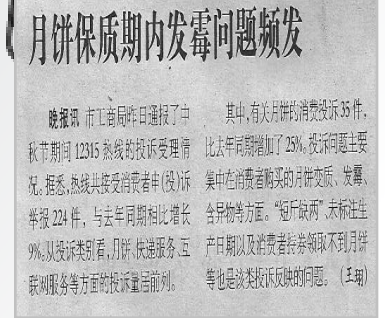 月饼保质期内发霉问题频发
晚报讯 市工商局昨日通报了中
秋节期间12315热线的投诉受理情
况。据悉,热线共接受消费者申(投)诉
举报224件，与去年同期相比增长
9%。从投诉类别看,月饼、快递服务、互
联网服务等方面的投诉量居前列。
其中,有关月饼的消费投诉35件,
比去年同期增加了25%。投诉问题主要
集中在消费者购买的月饼变质、发霉、
含异物等方面。“短斤缺两”、未标注生
产日期以及消费者持券领取不到月饼
等也是该类投诉反映的问题。（王珝）